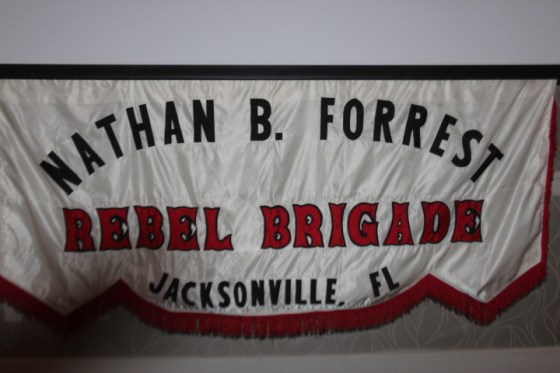 NATHAN B. FORREST
REBEL BRIGADE
JACKSONVILLE, FL